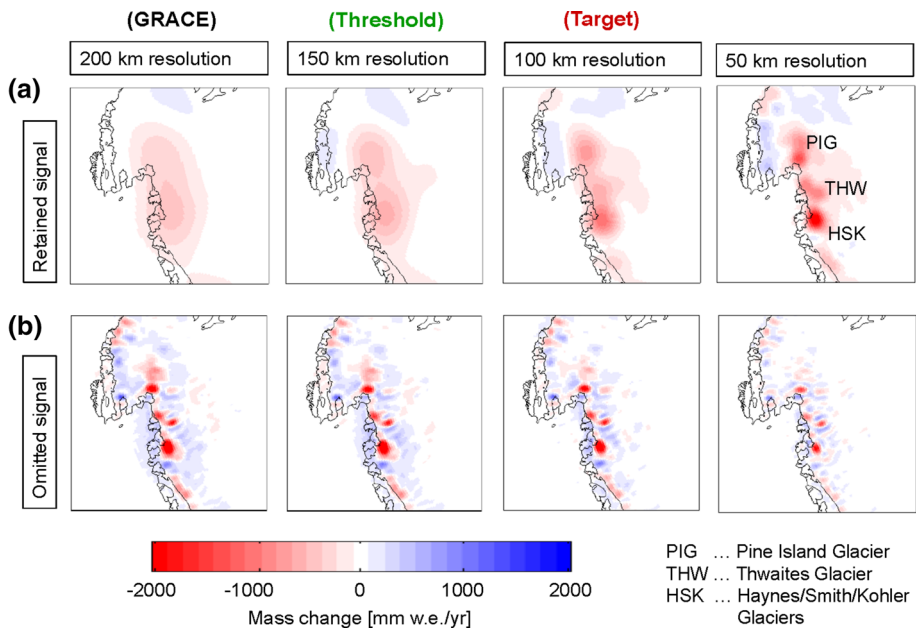 (GRACE) (Threshold) (Target)
200 km resolution 150 km resolution 100 km resolution 50 km resolution
(a)
Retained signal
PIG
THW
HSK
(b)
Omitted signal
-2000 -1000 0 1000 2000
Mass change [mm w.e./yr]
PIG ... Pine Island Glacier
THW ... Thwaites Glacier
HSK ... Haynes/Smith/Kohler
Glaciers